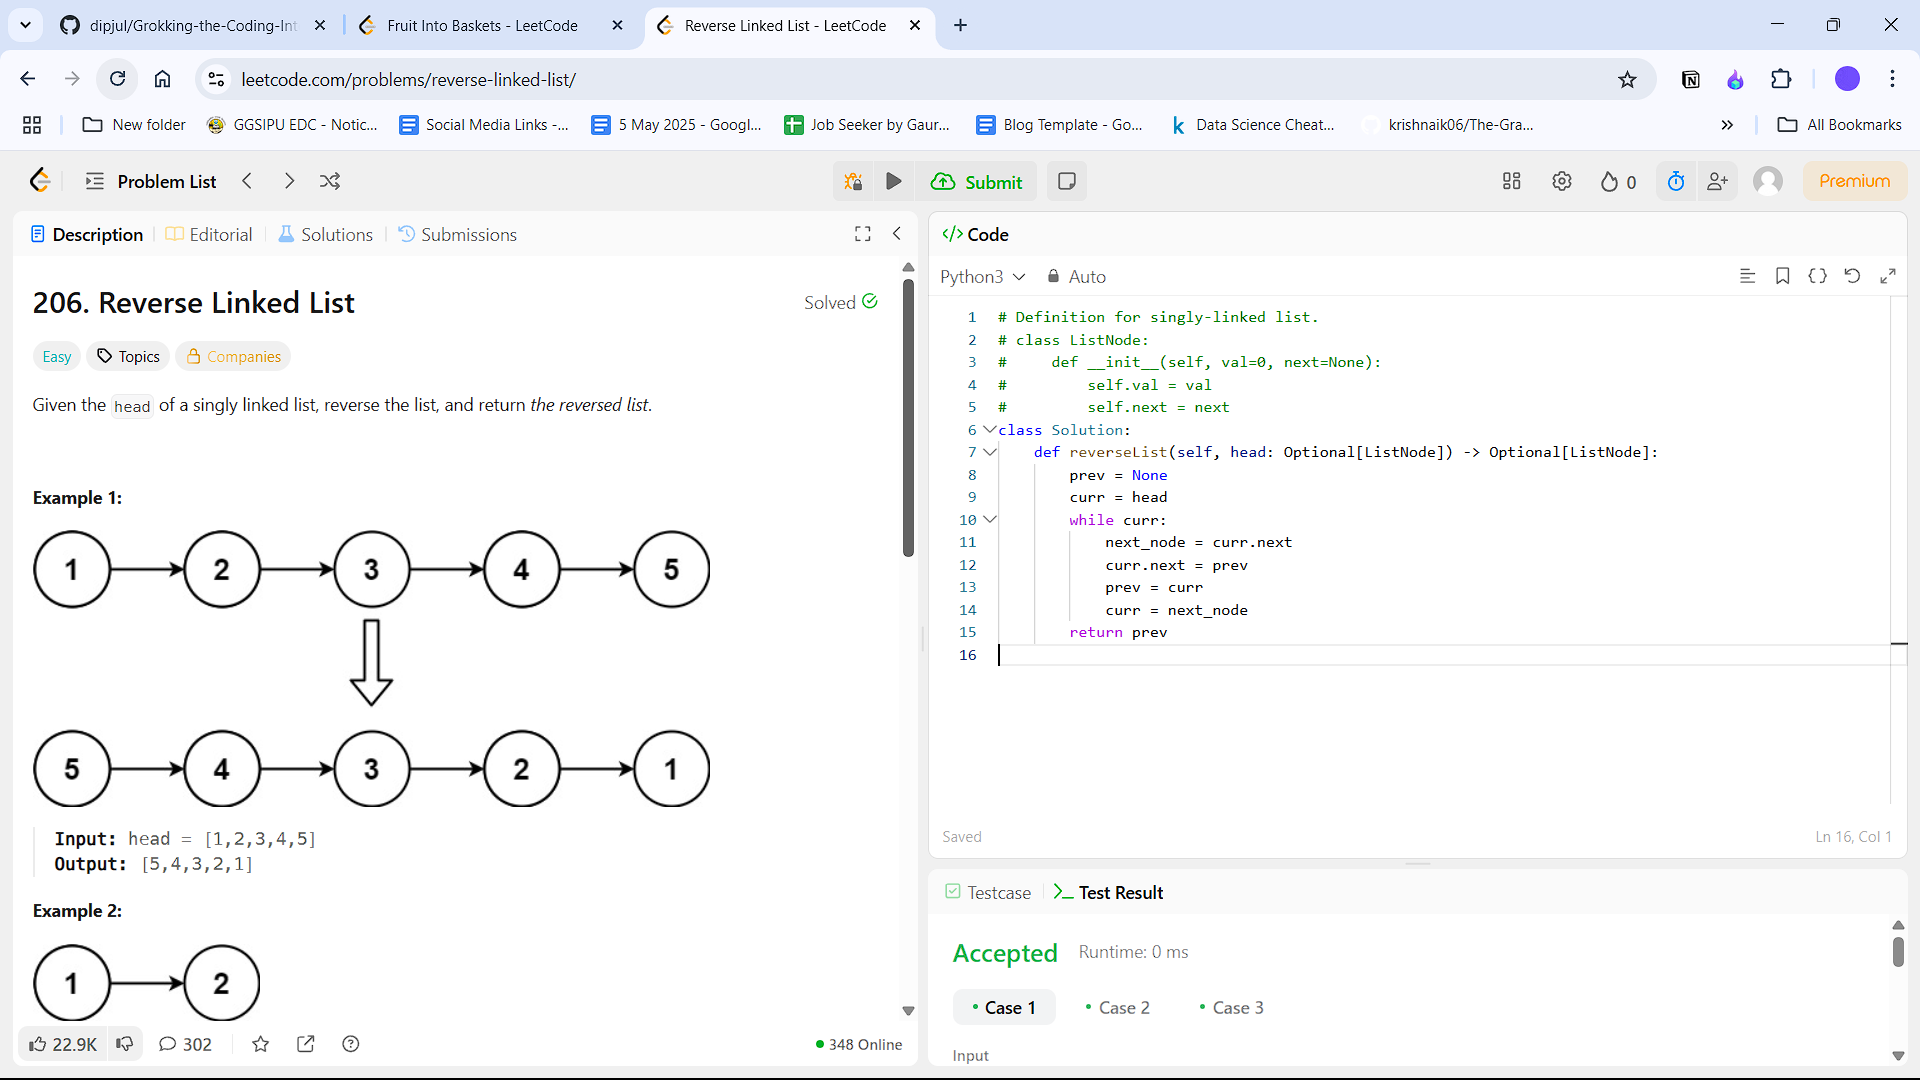 dipjul/Grokking-the-Coding-Int
Fruit Into Baskets - LeetCode
Reverse Linked List - LeetCode
leetcode.com/problems/reverse-linked-list/
New folder
GGSIPU EDC - Notic...
Social Media Links -...
5 May 2025 - Googl...
Job Seeker by Gaur...
Blog Template - Go...
Data Science Cheat...
krishnaik06/The-Gra...
All Bookmarks
Problem List
Submit
0
Premium
Description
Editorial
Solutions
Submissions
206. Reverse Linked List
Solved
Easy
Topics
Companies
Given the head of a singly linked list, reverse the list, and return the reversed list.
Example 1:
1 2 3 4 5
5 4 3 2 1
Input: head = [1,2,3,4,5]
Output: [5,4,3,2,1]
Example 2:
1 2
22.9K
302
348 Online
</> Code
Python3
Auto
1 # Definition for singly-linked list.
2 # class ListNode:
3 #     def __init__(self, val=0, next=None):
4 #         self.val = val
5 #         self.next = next
6 class Solution:
7     def reverseList(self, head: Optional[ListNode]) -> Optional[ListNode]:
8         prev = None
9         curr = head
10         while curr:
11             next_node = curr.next
12             curr.next = prev
13             prev = curr
14             curr = next_node
15         return prev
16
Saved
Ln 16, Col 1
Testcase
Test Result
Accepted
Runtime: 0 ms
Case 1
Case 2
Case 3
Input